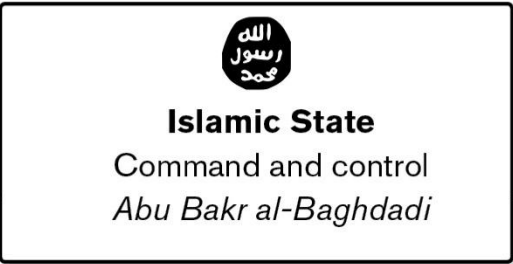 الله
رسول
محمد
Islamic State
Command and control
Abu Bakr al-Baghdadi